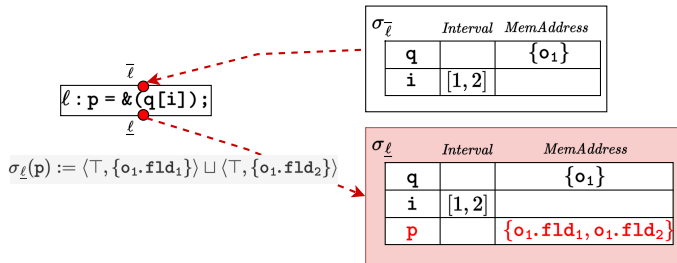 σ_ℓ̅
Interval MemAddress
q {o₁}
i [1, 2]
ℓ̅
ℓ : p = &(q[i]);
ℓ̲
σ_ℓ̲(p) := ⟨⊤, {o₁.fld₁}⟩ ⊔ ⟨⊤, {o₁.fld₂}⟩
σ_ℓ̲
Interval MemAddress
q {o₁}
i [1, 2]
p {o₁.fld₁, o₁.fld₂}